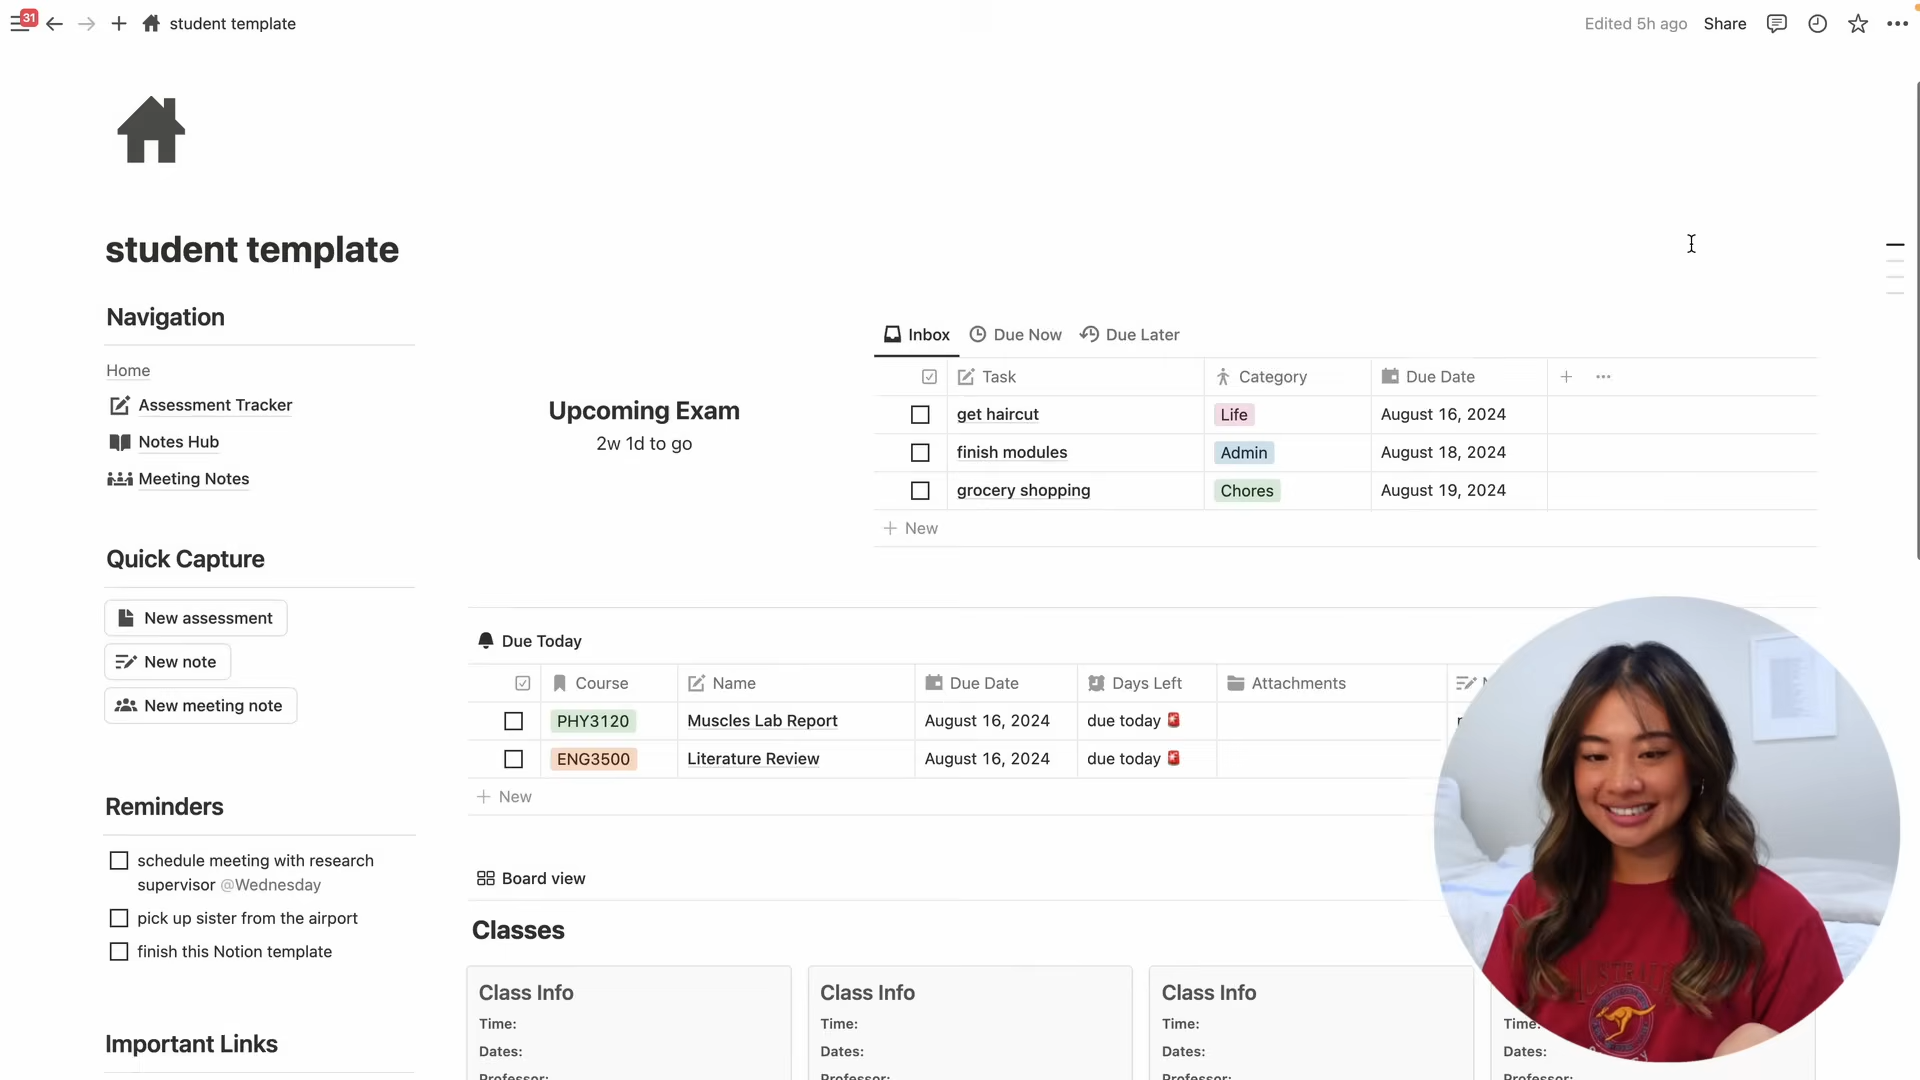 31
student template
Edited 5h ago
Share
student template
Navigation
Home
Assessment Tracker
Notes Hub
Meeting Notes
Quick Capture
New assessment
New note
New meeting note
Reminders
schedule meeting with research
supervisor @Wednesday
pick up sister from the airport
finish this Notion template
Important Links
Upcoming Exam
2w 1d to go
Inbox Due Now Due Later
Task Category Due Date
get haircut Life August 16, 2024
finish modules Admin August 18, 2024
grocery shopping Chores August 19, 2024
+ New
Due Today
Course Name Due Date Days Left Attachments
PHY3120 Muscles Lab Report August 16, 2024 due today 🚨
ENG3500 Literature Review August 16, 2024 due today 🚨
+ New
Board view
Classes
Class Info Class Info Class Info
Time: Time: Time: Time:
Dates: Dates: Dates: Dates:
Professor: Professor: Professor: Professor: